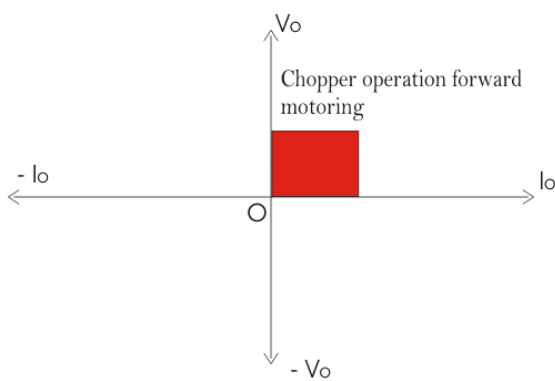 Vo
Chopper operation forward
motoring
- Io
Io
O
- Vo